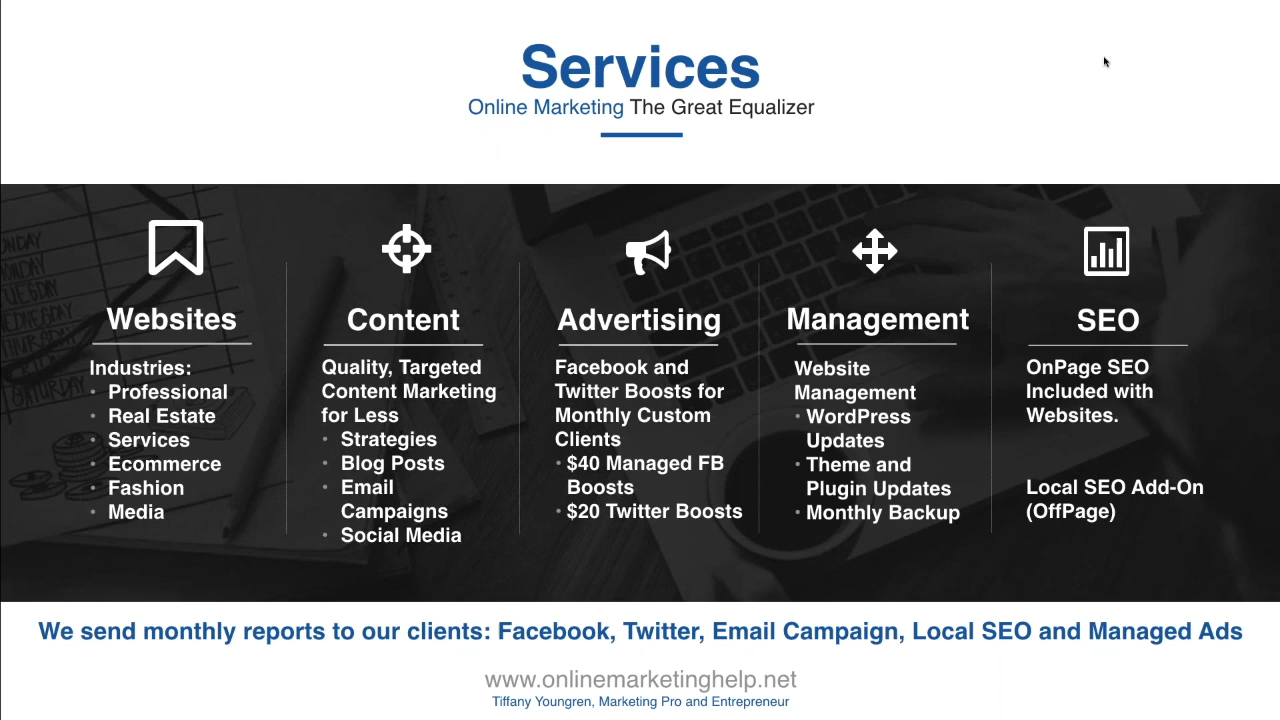 Services
Online Marketing The Great Equalizer
Websites
Industries:
• Professional
• Real Estate
• Services
• Ecommerce
• Fashion
• Media
Content
Quality, Targeted
Content Marketing
for Less
• Strategies
• Blog Posts
• Email
Campaigns
• Social Media
Advertising
Facebook and
Twitter Boosts for
Monthly Custom
Clients
• $40 Managed FB
Boosts
• $20 Twitter Boosts
Management
Website
Management
• WordPress
Updates
• Theme and
Plugin Updates
• Monthly Backup
SEO
OnPage SEO
Included with
Websites.
Local SEO Add-On
(OffPage)
We send monthly reports to our clients: Facebook, Twitter, Email Campaign, Local SEO and Managed Ads
www.onlinemarketinghelp.net
Tiffany Youngren, Marketing Pro and Entrepreneur